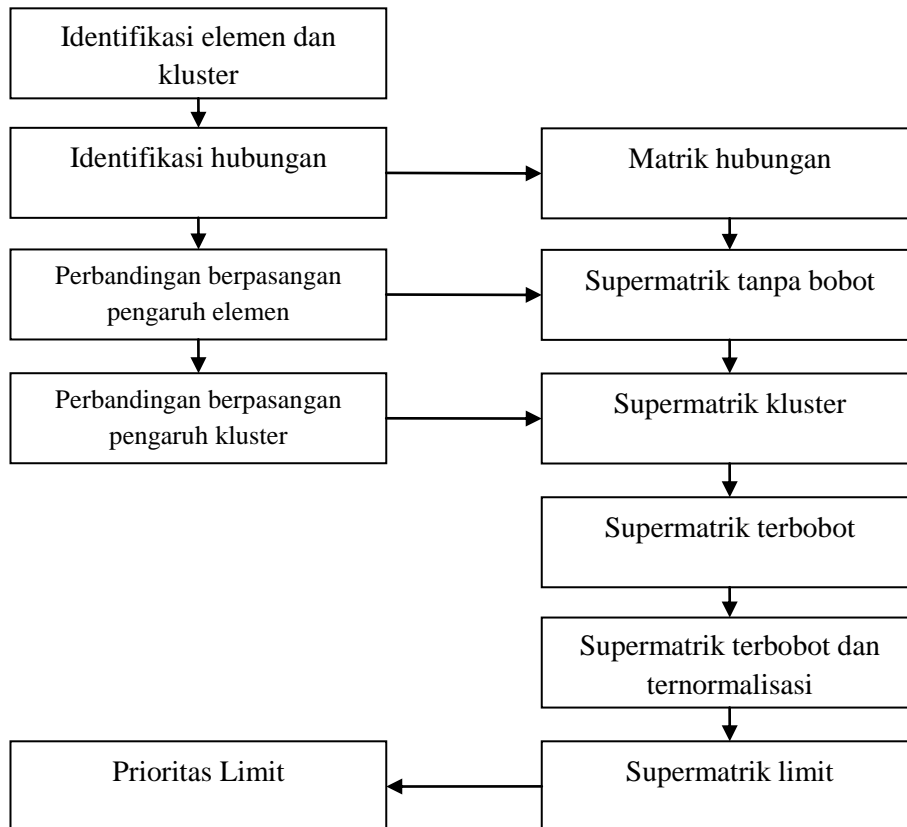 Identifikasi elemen dan
kluster
Identifikasi hubungan
Matrik hubungan
Perbandingan berpasangan
pengaruh elemen
Supermatrik tanpa bobot
Perbandingan berpasangan
pengaruh kluster
Supermatrik kluster
Supermatrik terbobot
Supermatrik terbobot dan
ternormalisasi
Prioritas Limit
Supermatrik limit